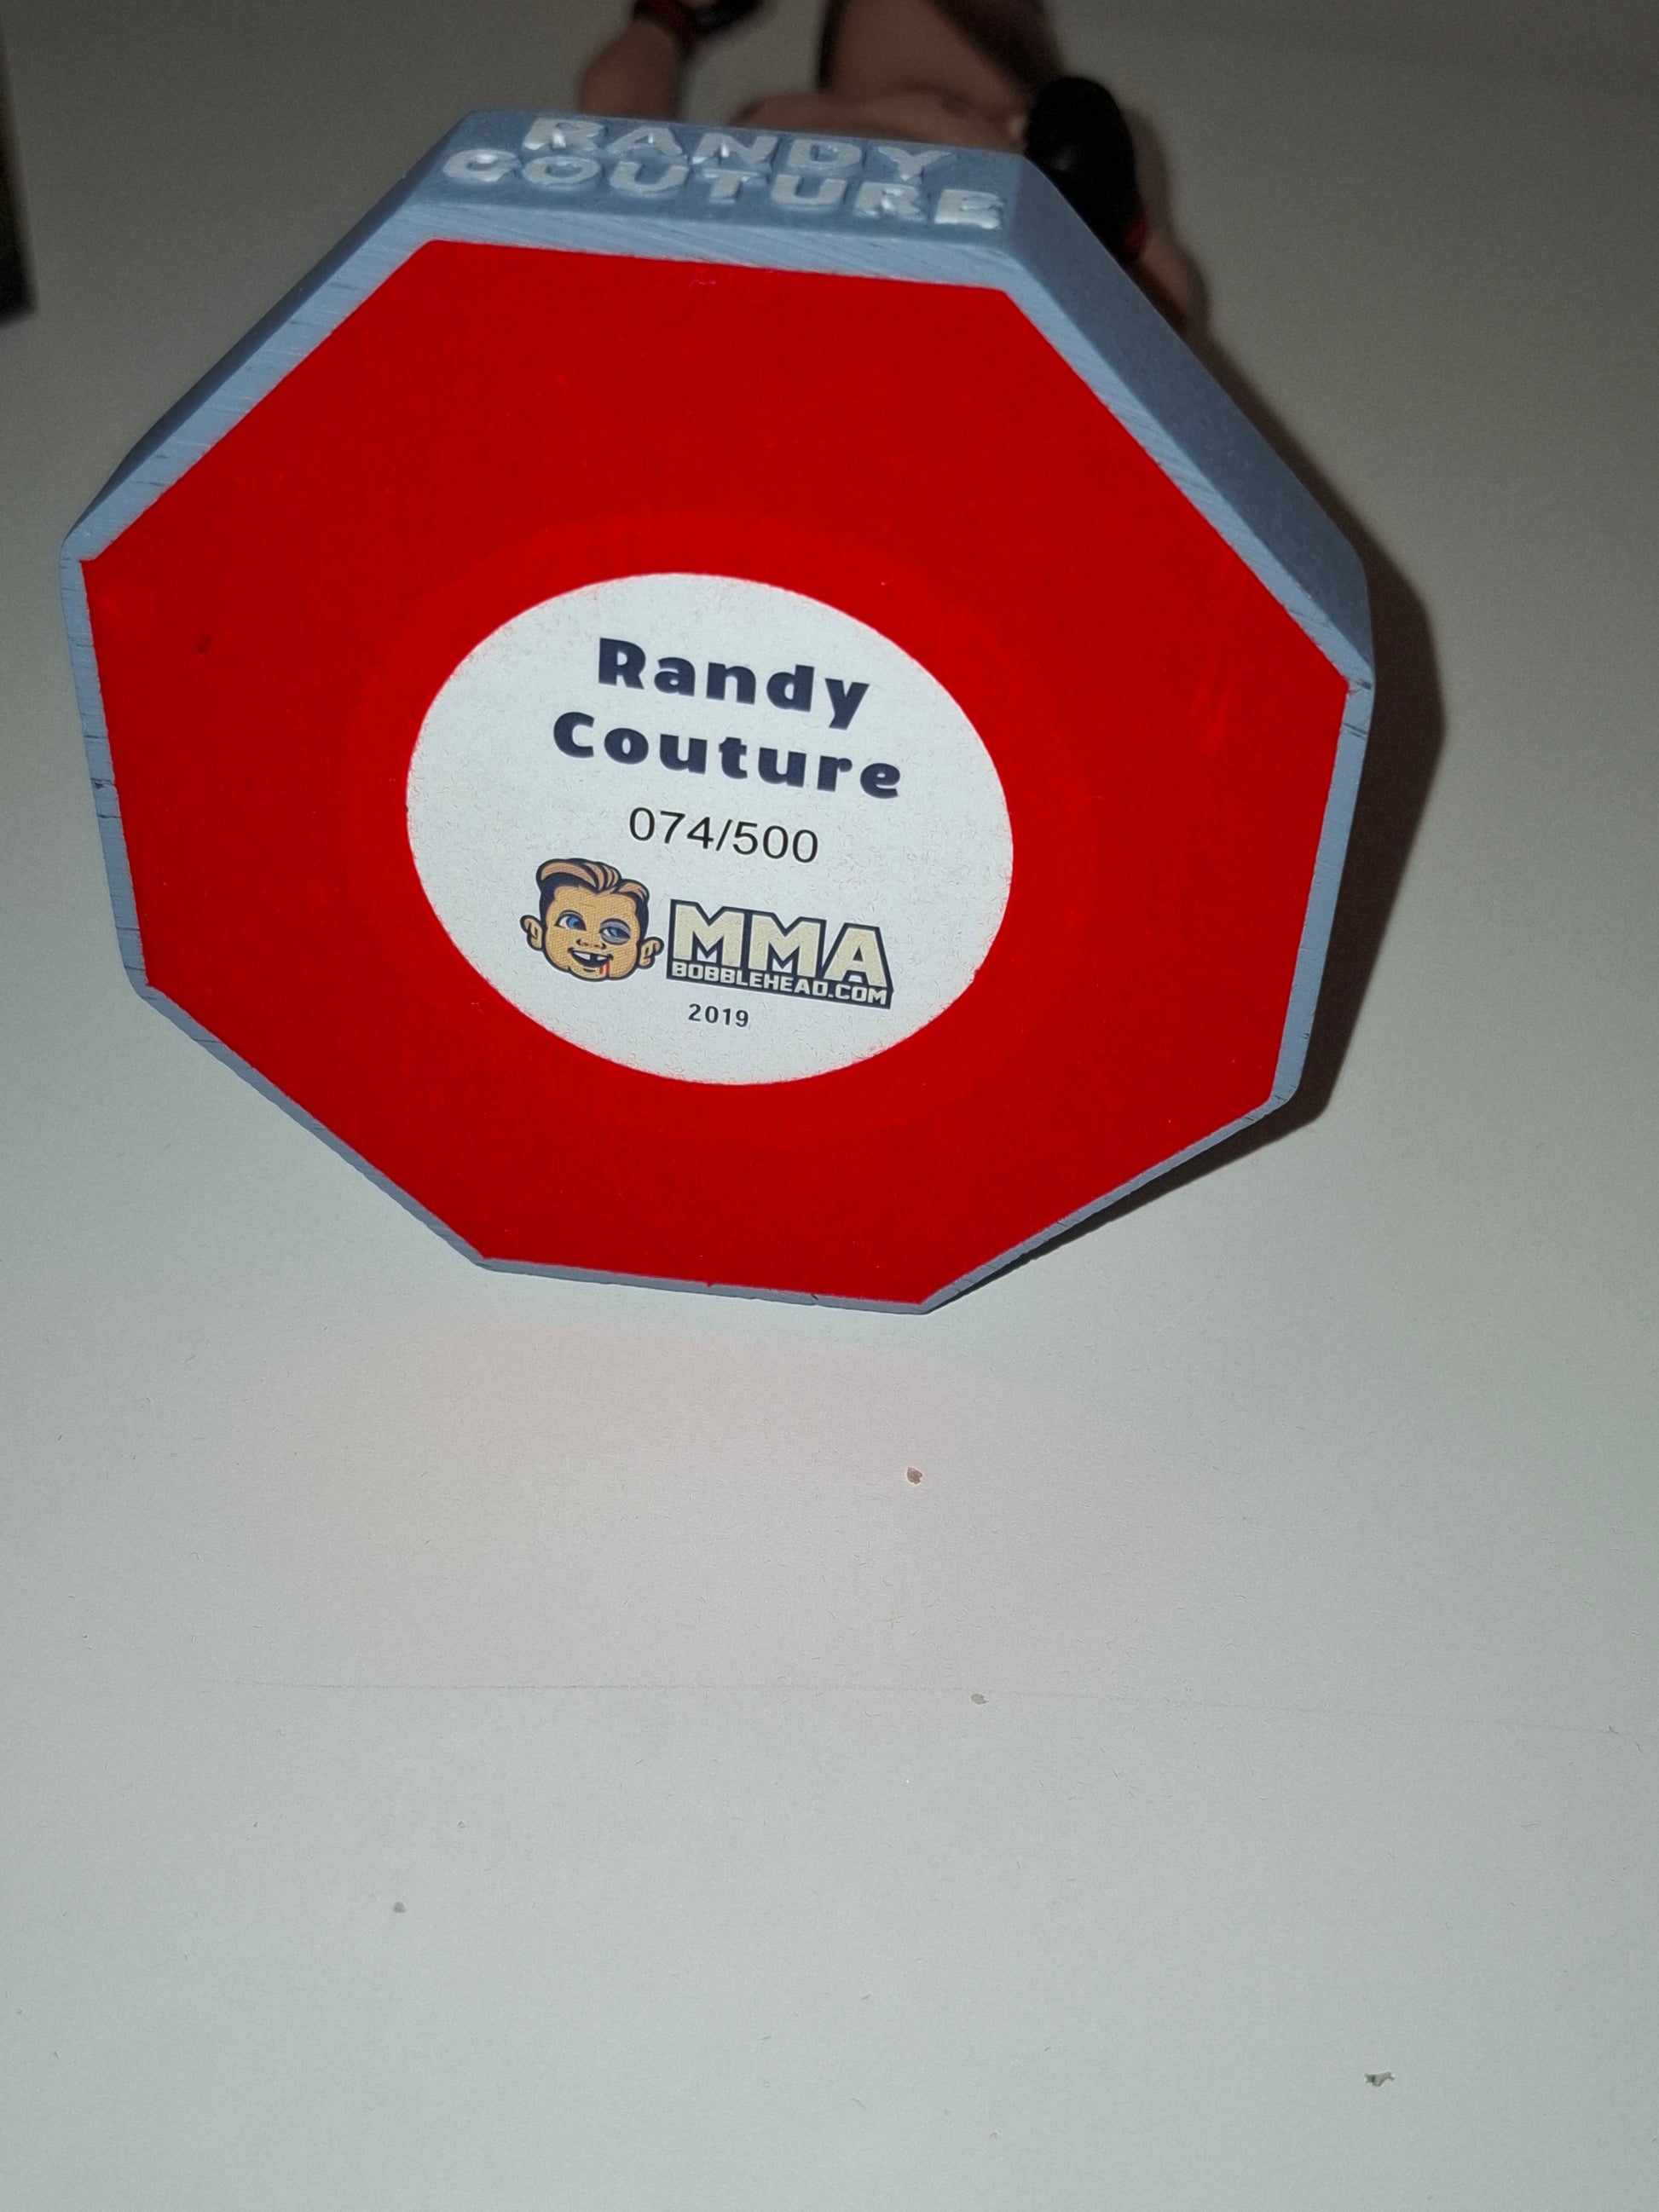 RANDY
COUTURE
Randy
Couture
074/500
MMA
BOBBLEHEAD.COM
2019